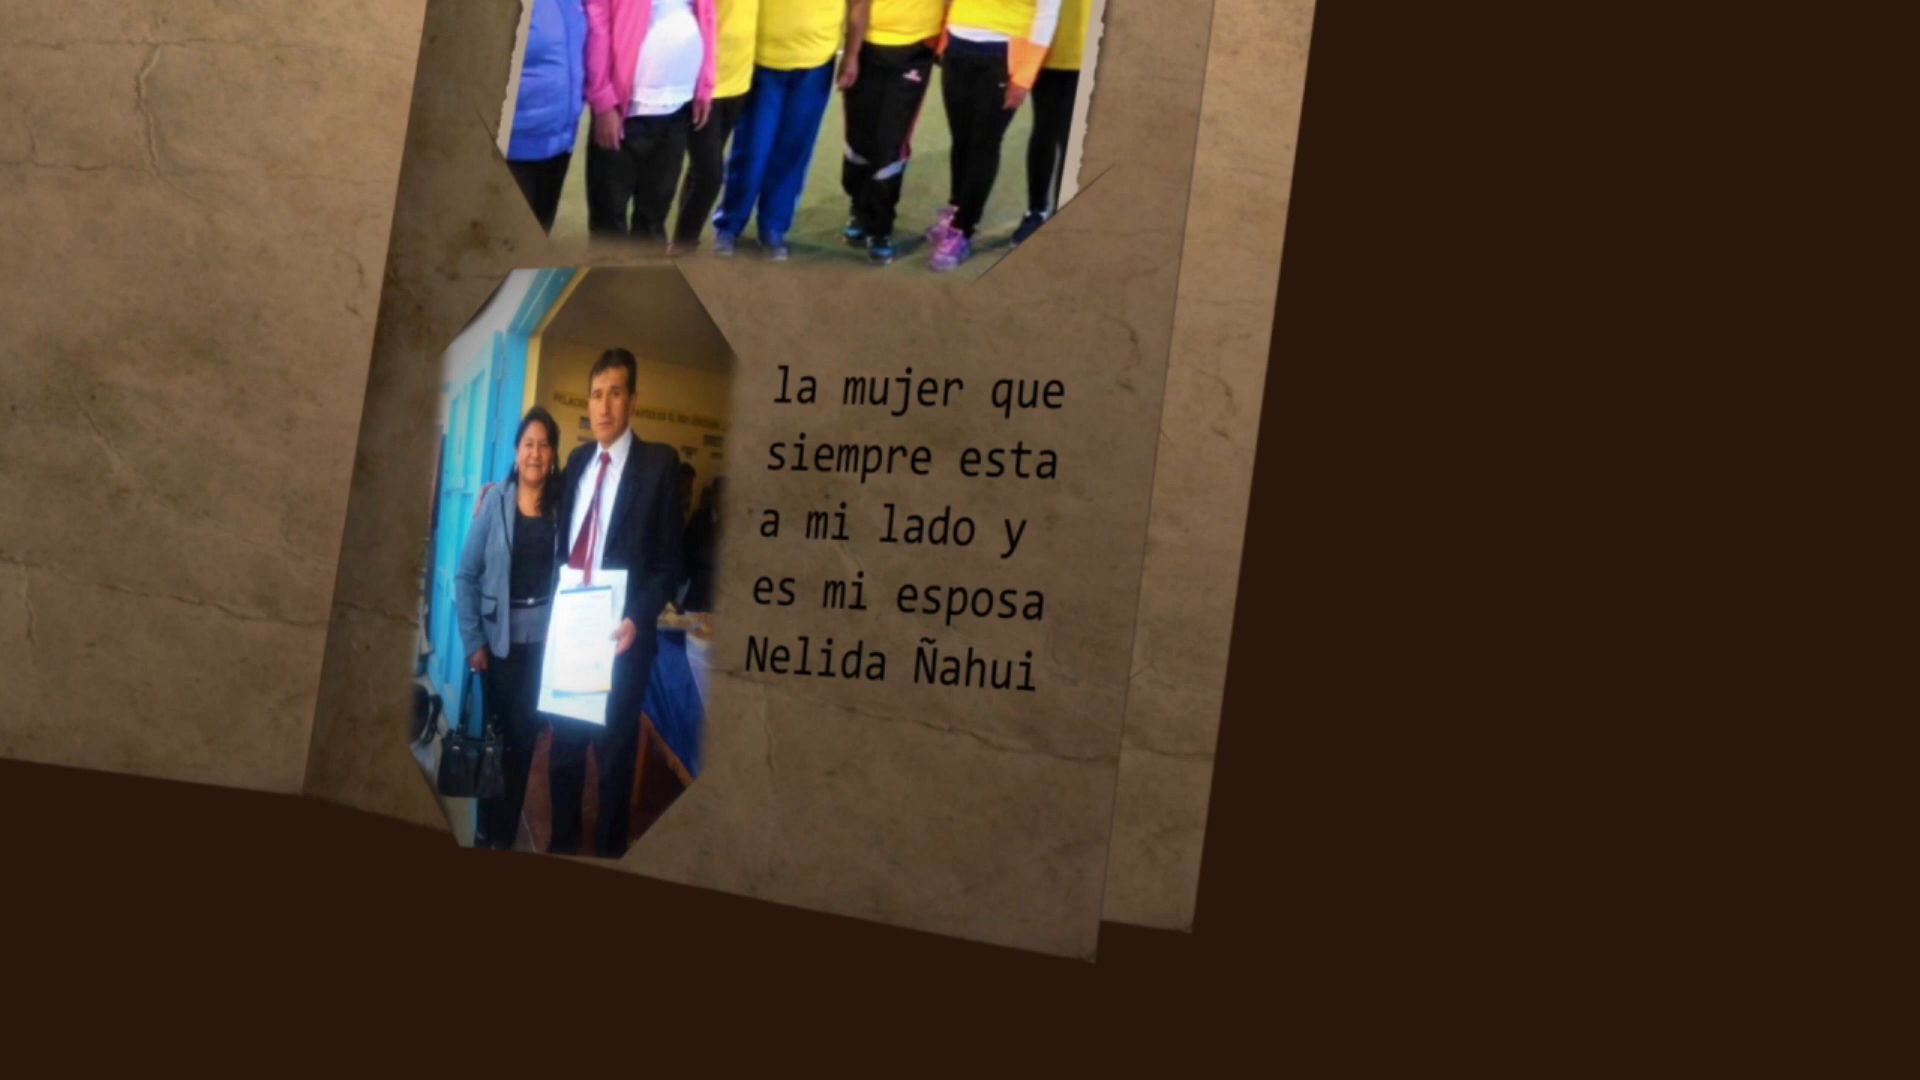 la mujer que
siempre esta
a mi lado y
es mi esposa
Nelida Ñahui